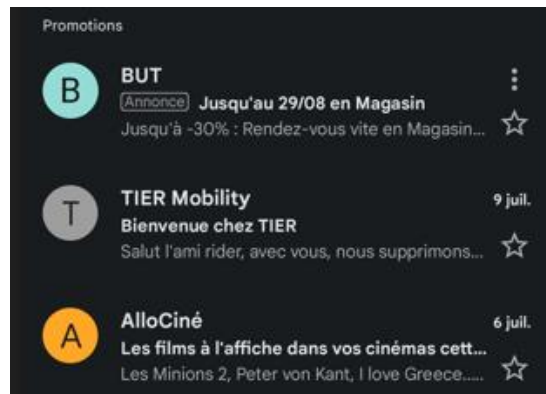 Promotions
B
BUT
Annonce Jusqu'au 29/08 en Magasin
Jusqu'à -30% : Rendez-vous vite en Magasin...
T
TIER Mobility 9 juil.
Bienvenue chez TIER
Salut l'ami rider, avec vous, nous supprimons...
A
AlloCiné 6 juil.
Les films à l'affiche dans vos cinémas cett...
Les Minions 2, Peter von Kant, I love Greece.....